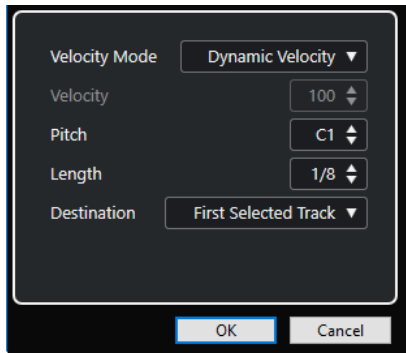 Velocity Mode Dynamic Velocity
Velocity 100
Pitch C1
Length 1/8
Destination First Selected Track
OK Cancel